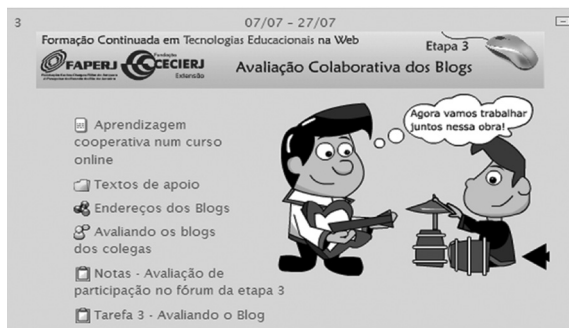 3
07/07 - 27/07
Formação Continuada em Tecnologias Educacionais na Web
Etapa 3
FAPERJ
Fundação
CECIERJ
Extensão
Avaliação Colaborativa dos Blogs
Agora vamos trabalhar
juntos nessa obra!
Aprendizagem
cooperativa num curso
online
Textos de apoio
Endereços dos Blogs
Avaliando os blogs
dos colegas
Notas - Avaliação de
participação no fórum da etapa 3
Tarefa 3 - Avaliando o Blog